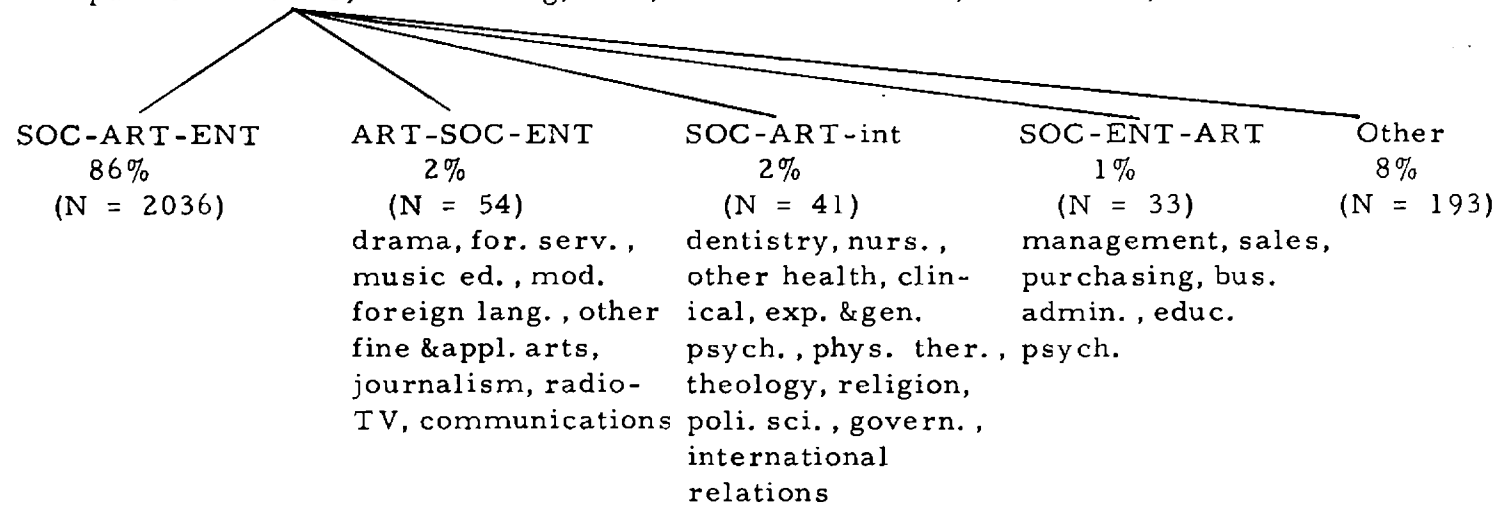 SOC-ART-ENT
86%
(N = 2036)
ART-SOC-ENT
2%
(N = 54)
drama, for. serv.,
music ed., mod.
foreign lang., other
fine &appl. arts,
journalism, radio-
TV, communications
SOC-ART-int
2%
(N = 41)
dentistry, nurs.,
other health, clin-
ical, exp. &gen.
psych., phys. ther.,
theology, religion,
poli. sci., govern.,
international
relations
SOC-ENT-ART
1%
(N = 33)
management, sales,
purchasing, bus.
admin., educ.
psych.
Other
8%
(N = 193)